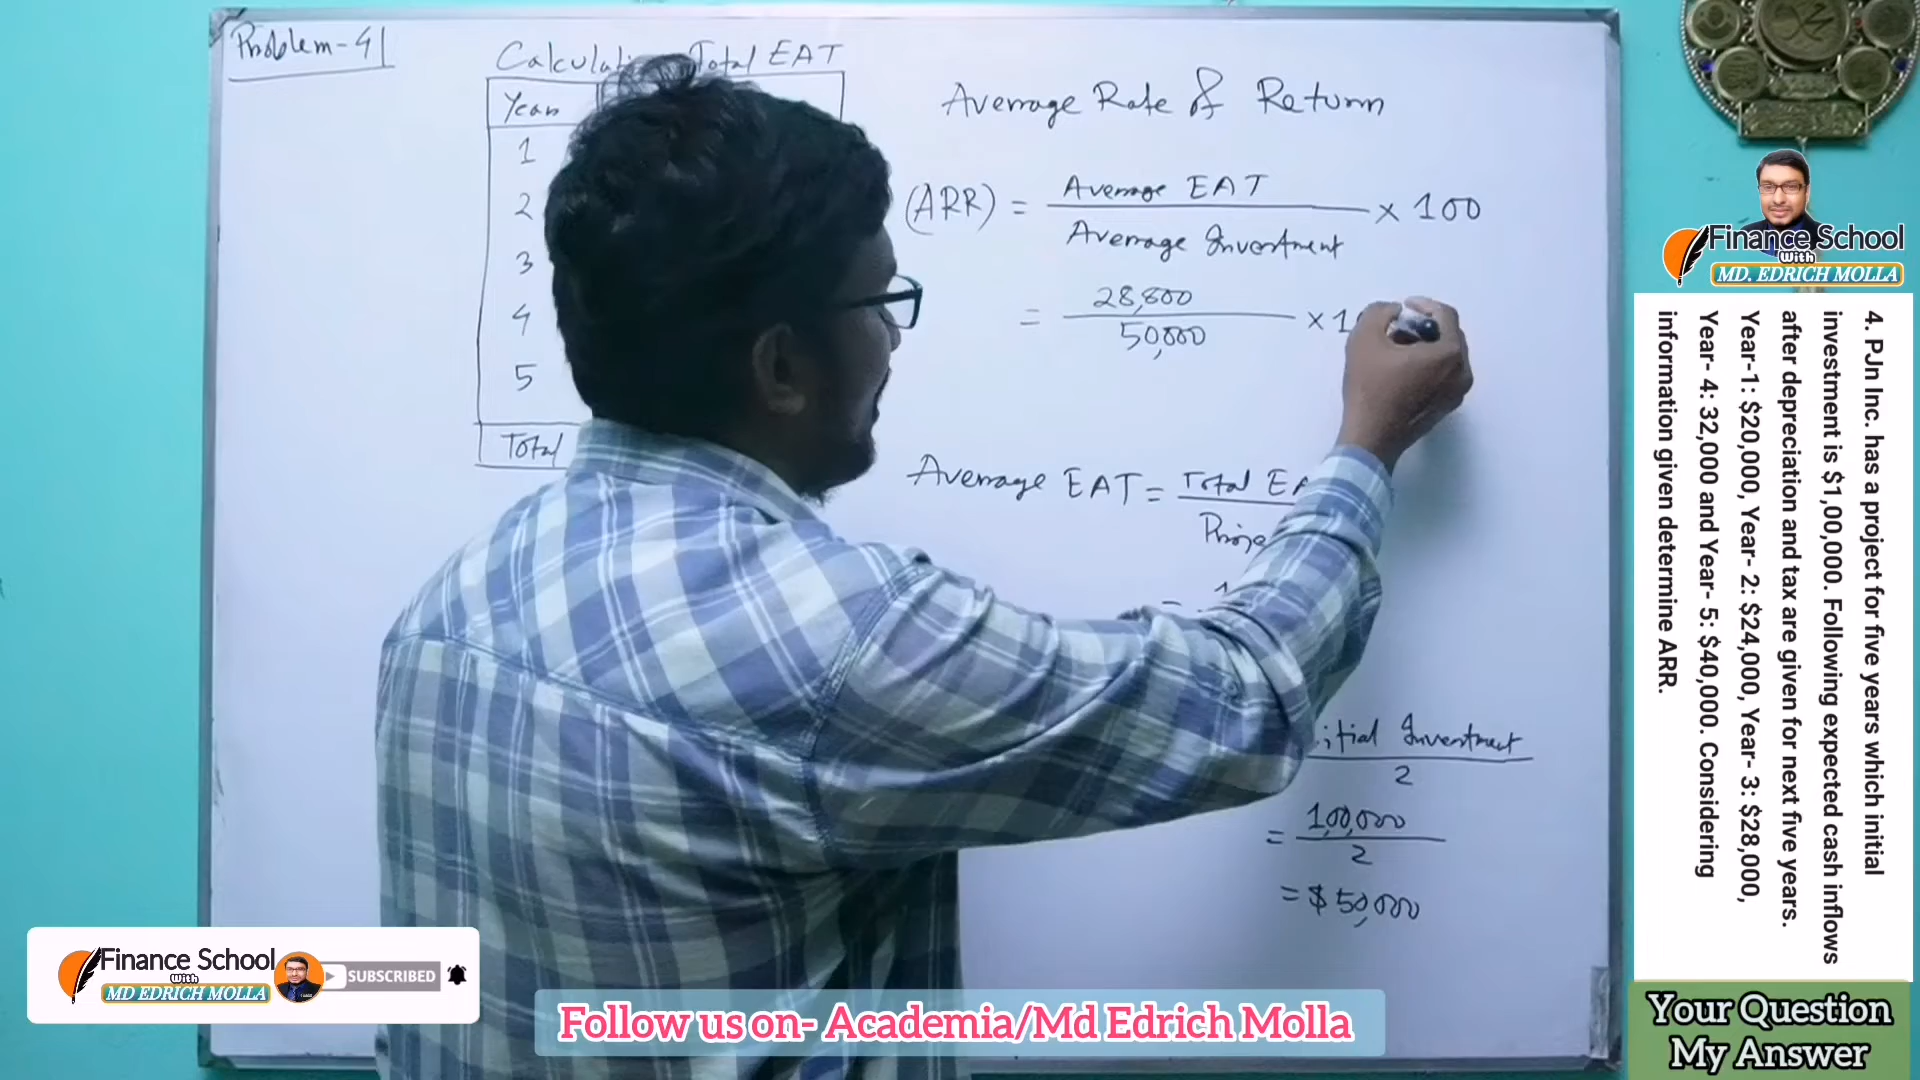 Problem-41
Total EAT
Year
1
2
3
4
5
Total
Average Rate of Return
(ARR) = Average EAT / Average Investment × 100
= 28,800 / 50,000 × 1
Average EAT = Total
=
Investment
2
= 1,00,000 / 2
= $ 50,000
Finance School
With
MD. EDRICH MOLLA
4. PJn Inc. has a project for five years which initial
investment is $1,00,000. Following expected cash inflows
after depreciation and tax are given for next five years.
Year-1: $20,000, Year- 2: $24,000, Year- 3: $28,000,
Year- 4: 32,000 and Year- 5: $40,000. Considering
information given determine ARR.
Your Question
My Answer
Finance School
With
MD EDRICH MOLLA
SUBSCRIBED
Follow us on- Academia/Md Edrich Molla